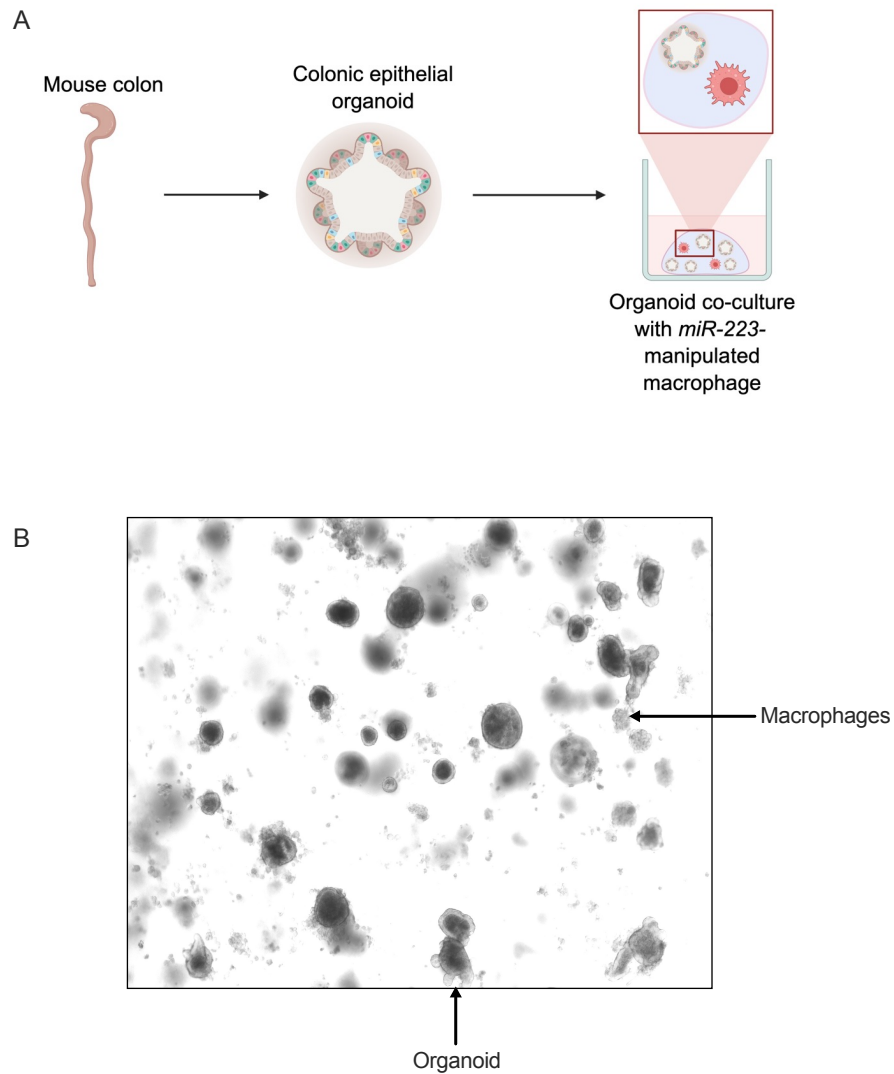 A
Mouse colon
Colonic epithelial
organoid
Organoid co-culture
with miR-223-
manipulated
macrophage
B
Macrophages
Organoid